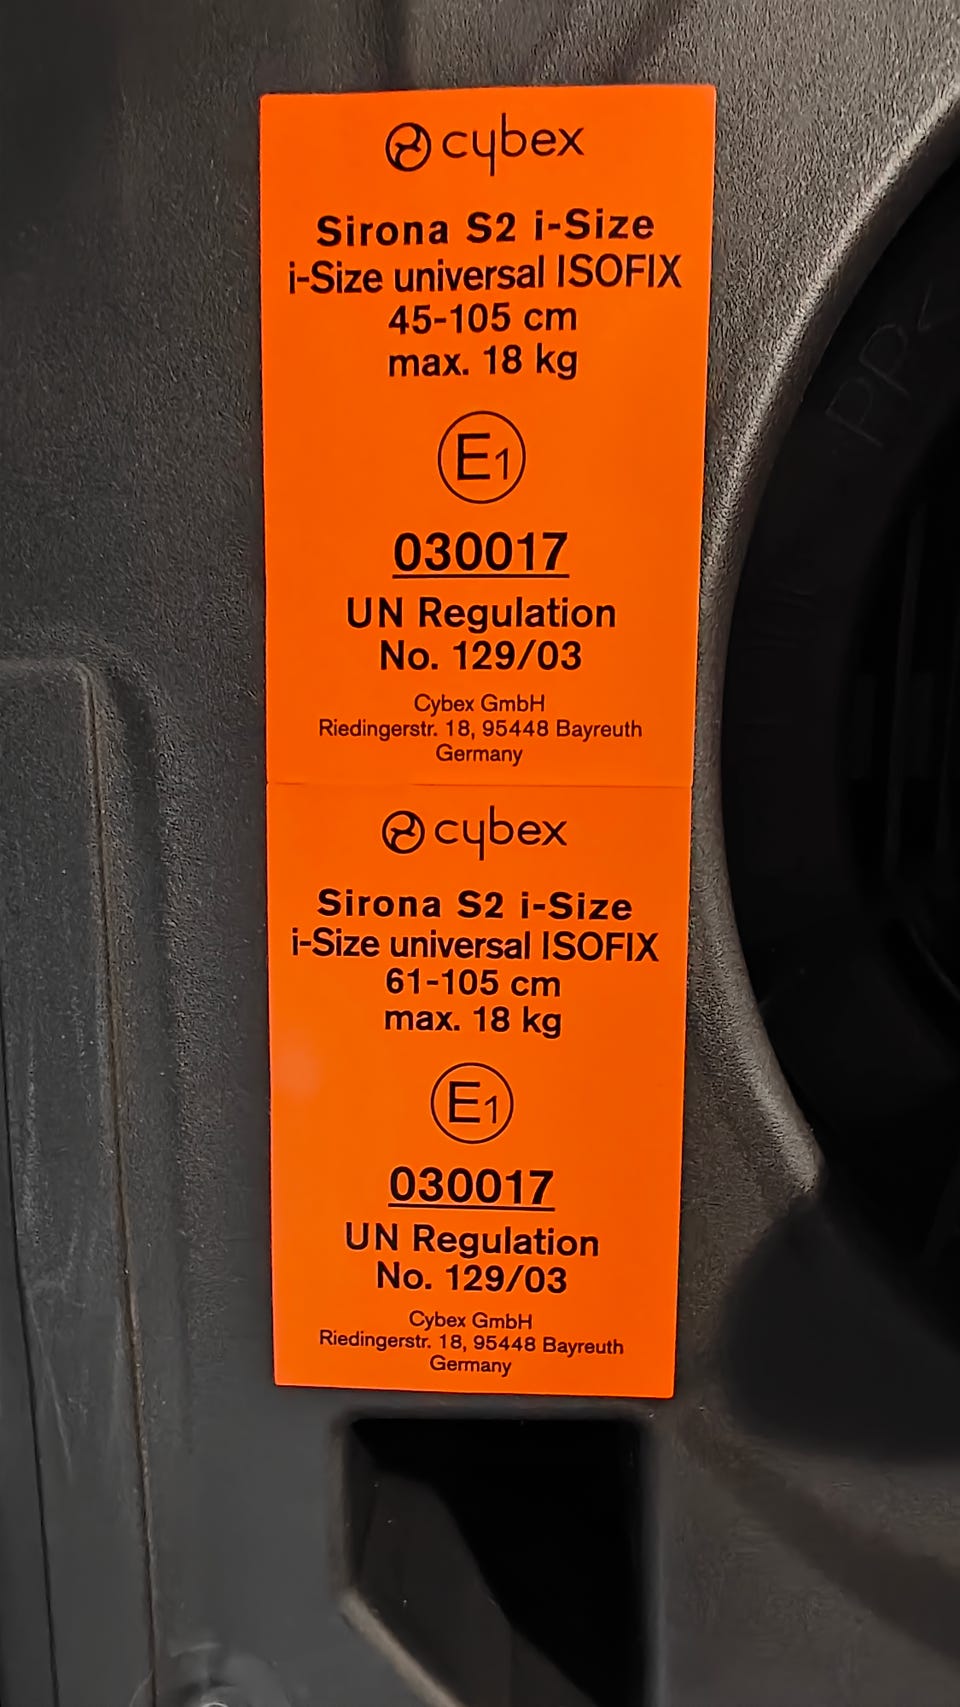 cybex
Sirona S2 i-Size
i-Size universal ISOFIX
45-105 cm
max. 18 kg
E1
030017
UN Regulation
No. 129/03
Cybex GmbH
Riedingerstr. 18, 95448 Bayreuth
Germany
cybex
Sirona S2 i-Size
i-Size universal ISOFIX
61-105 cm
max. 18 kg
E1
030017
UN Regulation
No. 129/03
Cybex GmbH
Riedingerstr. 18, 95448 Bayreuth
Germany